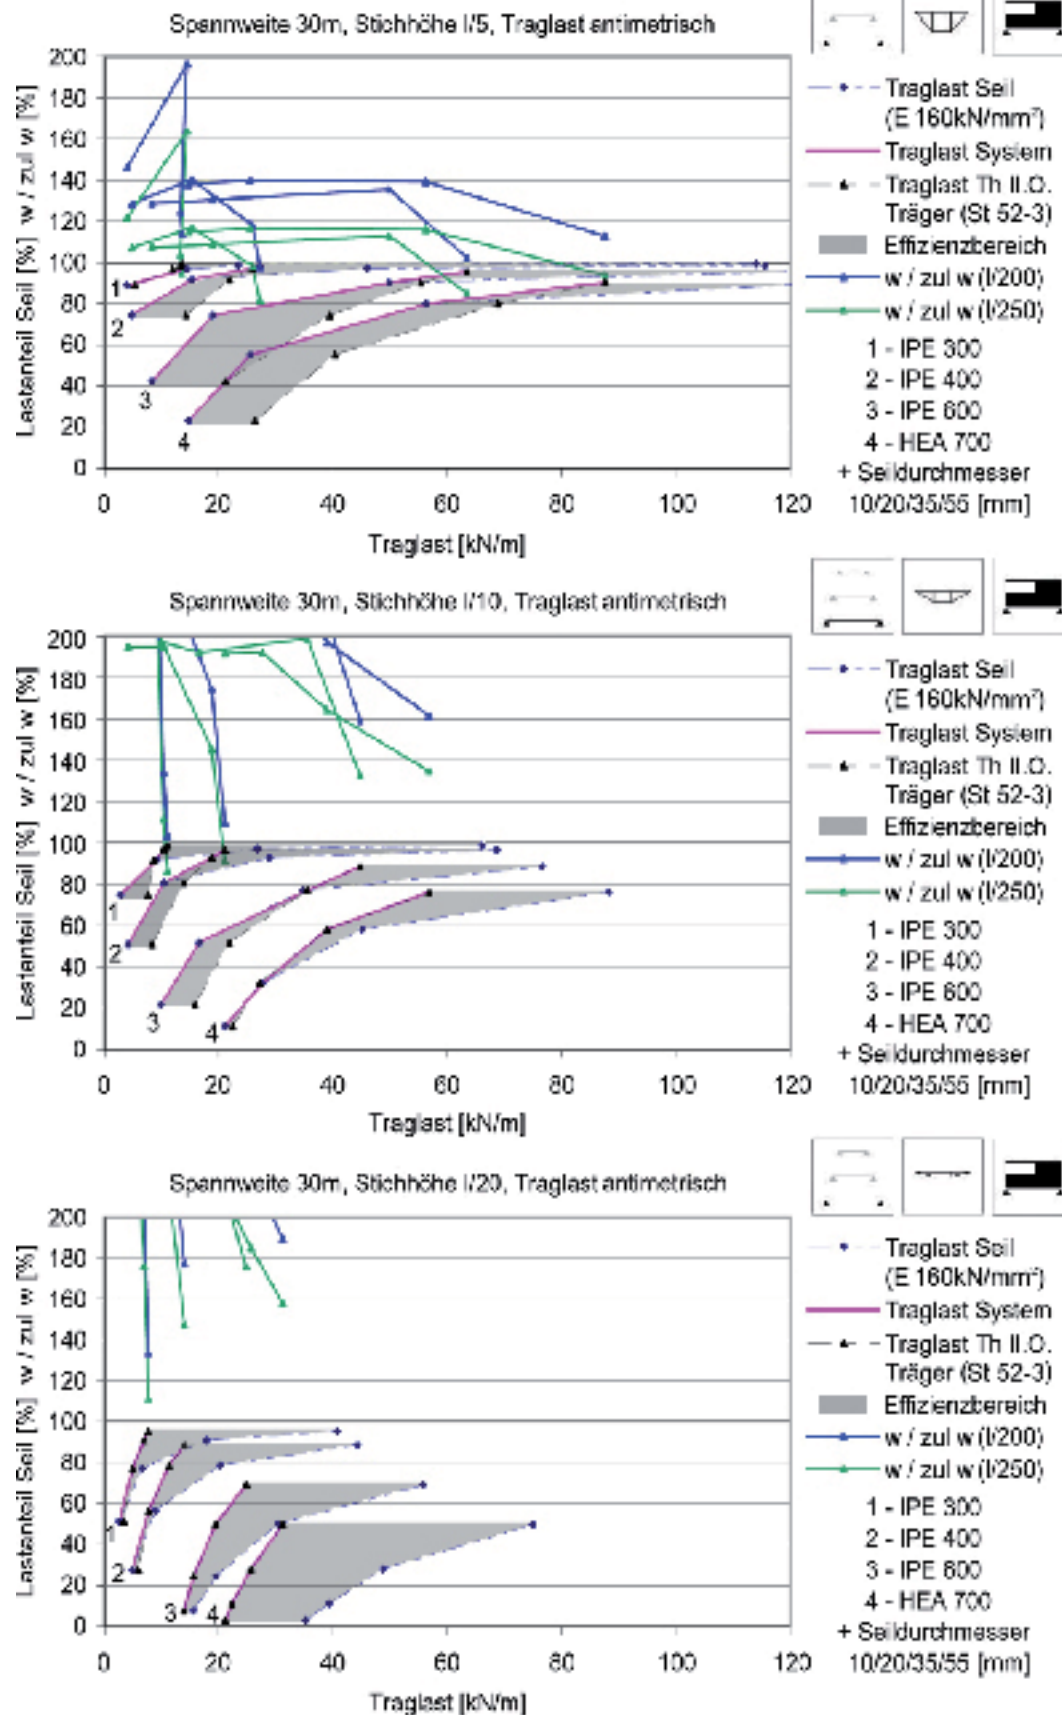 Spannweite 30m, Stichhöhe l/5, Traglast antimetrisch
Lastanteil Seil [%] w / zul w [%]
200
180
160
140
120
100
80
60
40
20
0
1
2
3
4
0 20 40 60 80 100 120
Traglast [kN/m]
Traglast Seil
(E 160kN/mm²)
Traglast System
Traglast Th II.O.
Träger (St 52-3)
Effizienzbereich
w / zul w (l/200)
w / zul w (l/250)
1 - IPE 300
2 - IPE 400
3 - IPE 600
4 - HEA 700
+ Seildurchmesser
10/20/35/55 [mm]
Spannweite 30m, Stichhöhe l/10, Traglast antimetrisch
Lastanteil Seil [%] w / zul w [%]
200
180
160
140
120
100
80
60
40
20
0
1
2
3
4
0 20 40 60 80 100 120
Traglast [kN/m]
Traglast Seil
(E 160kN/mm²)
Traglast System
Traglast Th II.O.
Träger (St 52-3)
Effizienzbereich
w / zul w (l/200)
w / zul w (l/250)
1 - IPE 300
2 - IPE 400
3 - IPE 600
4 - HEA 700
+ Seildurchmesser
10/20/35/55 [mm]
Spannweite 30m, Stichhöhe l/20, Traglast antimetrisch
Lastanteil Seil [%] w / zul w [%]
200
180
160
140
120
100
80
60
40
20
0
1
2
3
4
0 20 40 60 80 100 120
Traglast [kN/m]
Traglast Seil
(E 160kN/mm²)
Traglast System
Traglast Th II.O.
Träger (St 52-3)
Effizienzbereich
w / zul w (l/200)
w / zul w (l/250)
1 - IPE 300
2 - IPE 400
3 - IPE 600
4 - HEA 700
+ Seildurchmesser
10/20/35/55 [mm]